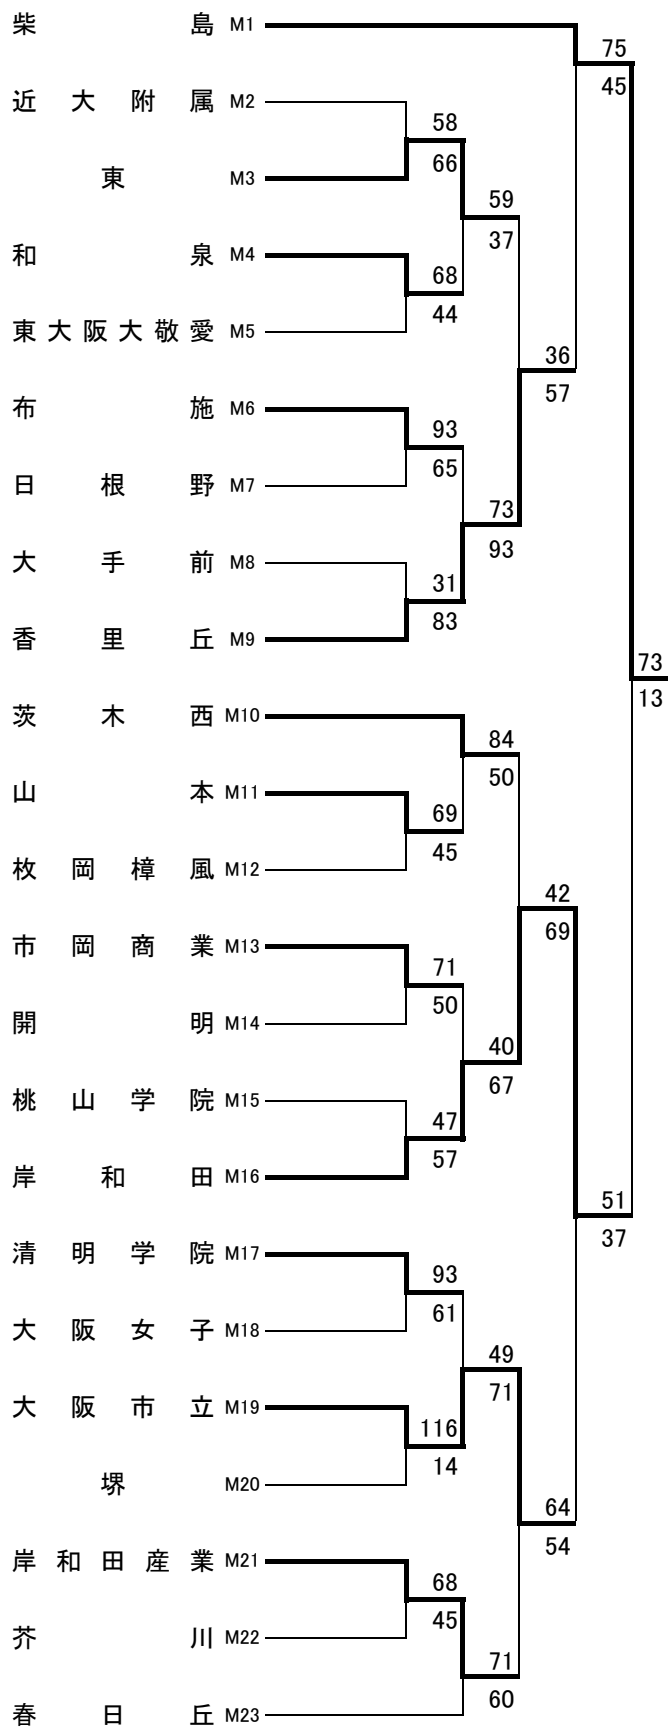 柴島 M1
75
近大附属 M2
45
58
66
東 M3
59
37
和泉 M4
68
44
東大阪大敬愛 M5
36
57
布施 M6
93
65
日根野 M7
73
93
大手前 M8
31
83
香里丘 M9
73
13
茨木西 M10
84
50
山本 M11
69
45
枚岡樟風 M12
42
69
市岡商業 M13
71
50
開明 M14
40
67
桃山学院 M15
47
57
岸和田 M16
51
37
清明学院 M17
93
61
大阪女子 M18
49
71
大阪市立 M19
116
14
堺 M20
64
54
岸和田産業 M21
68
45
芥川 M22
71
60
春日丘 M23